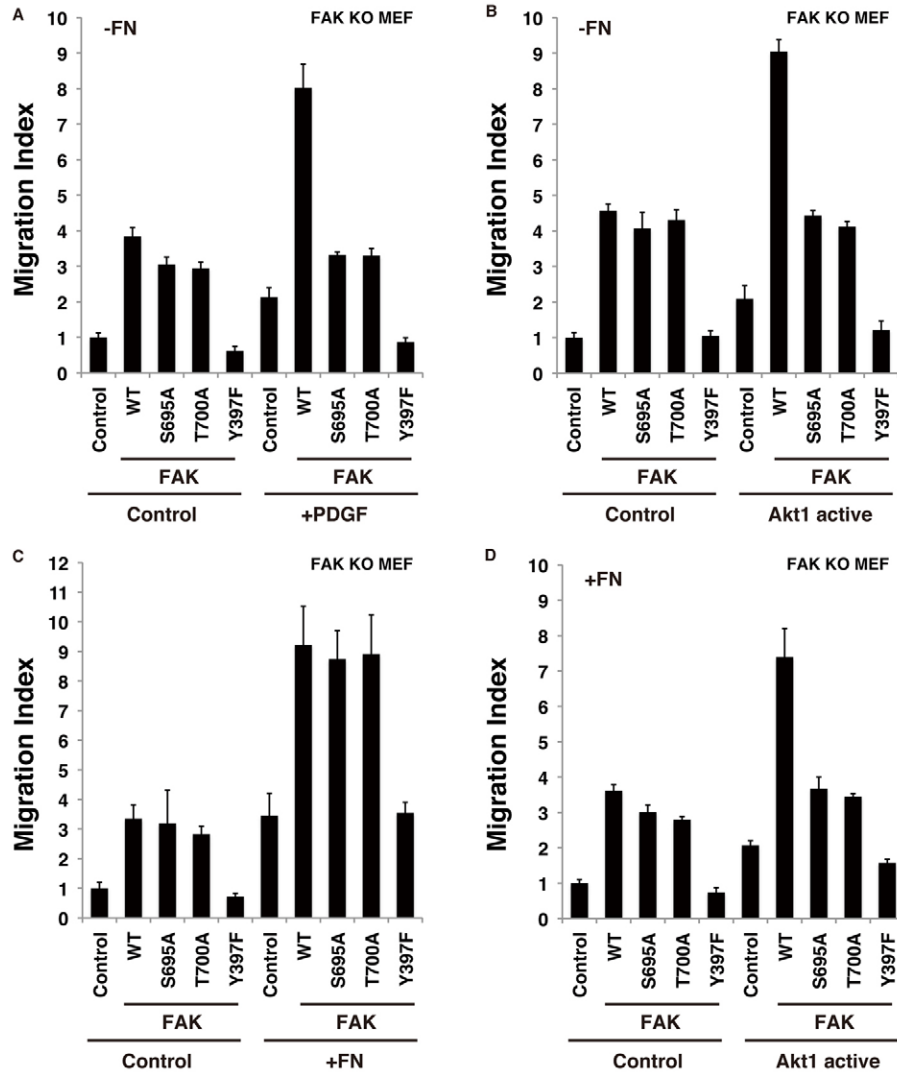 A
-FN
FAK KO MEF
Migration Index
10
9
8
7
6
5
4
3
2
1
0
Control
WT
S695A
T700A
Y397F
Control
WT
S695A
T700A
Y397F
FAK
FAK
Control
+PDGF
B
-FN
FAK KO MEF
Migration Index
10
9
8
7
6
5
4
3
2
1
0
Control
WT
S695A
T700A
Y397F
Control
WT
S695A
T700A
Y397F
FAK
FAK
Control
Akt1 active
C
FAK KO MEF
Migration Index
12
11
10
9
8
7
6
5
4
3
2
1
0
Control
WT
S695A
T700A
Y397F
Control
WT
S695A
T700A
Y397F
FAK
FAK
Control
+FN
D
+FN
FAK KO MEF
Migration Index
10
9
8
7
6
5
4
3
2
1
0
Control
WT
S695A
T700A
Y397F
Control
WT
S695A
T700A
Y397F
FAK
FAK
Control
Akt1 active